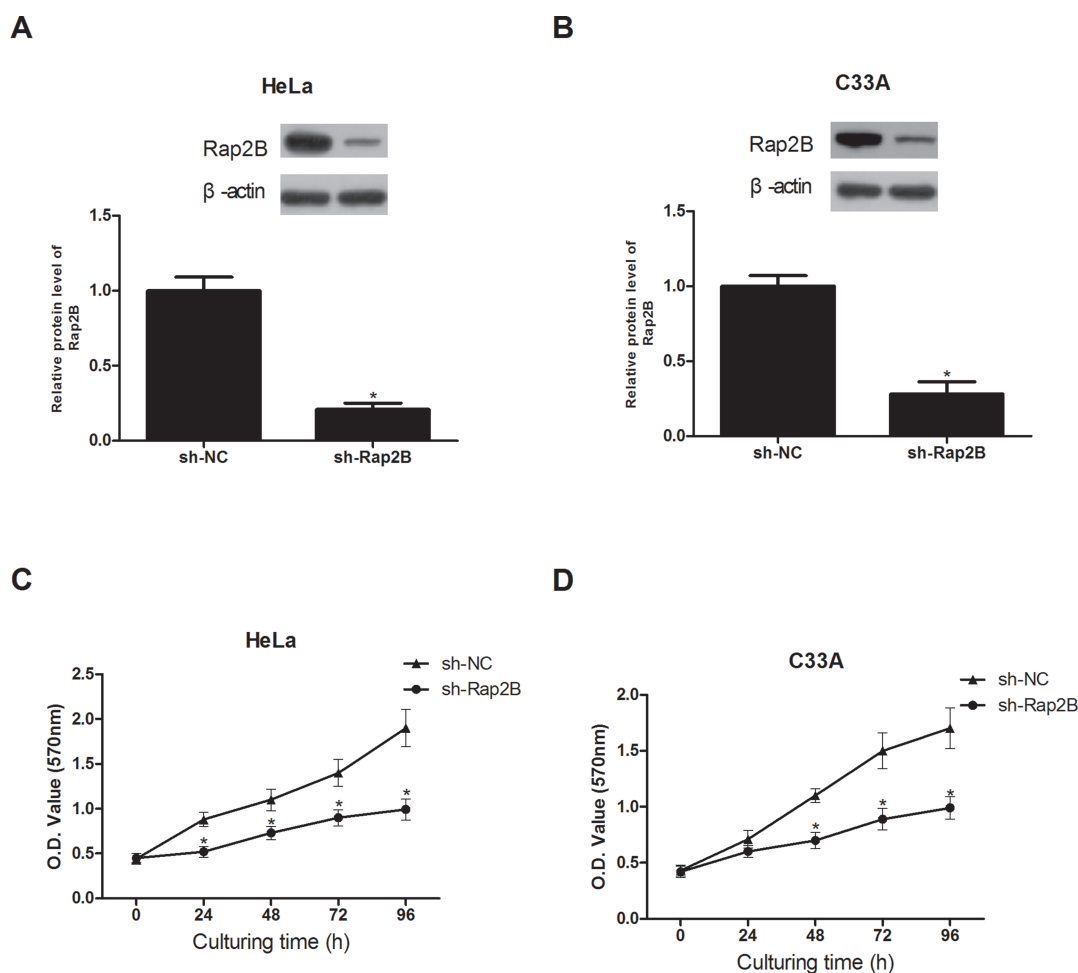 A
HeLa
Rap2B
β -actin
Relative protein level of
Rap2B
1.5
1.0
0.5
0.0
*
sh-NC
sh-Rap2B
B
C33A
Rap2B
β -actin
Relative protein level of
Rap2B
1.5
1.0
0.5
0.0
*
sh-NC
sh-Rap2B
C
HeLa
sh-NC
sh-Rap2B
O.D. Value (570nm)
2.5
2.0
1.5
1.0
0.5
0.0
* * * *
0 24 48 72 96
Culturing time (h)
D
C33A
sh-NC
sh-Rap2B
O.D. Value (570nm)
2.0
1.5
1.0
0.5
0.0
* * *
0 24 48 72 96
Culturing time (h)